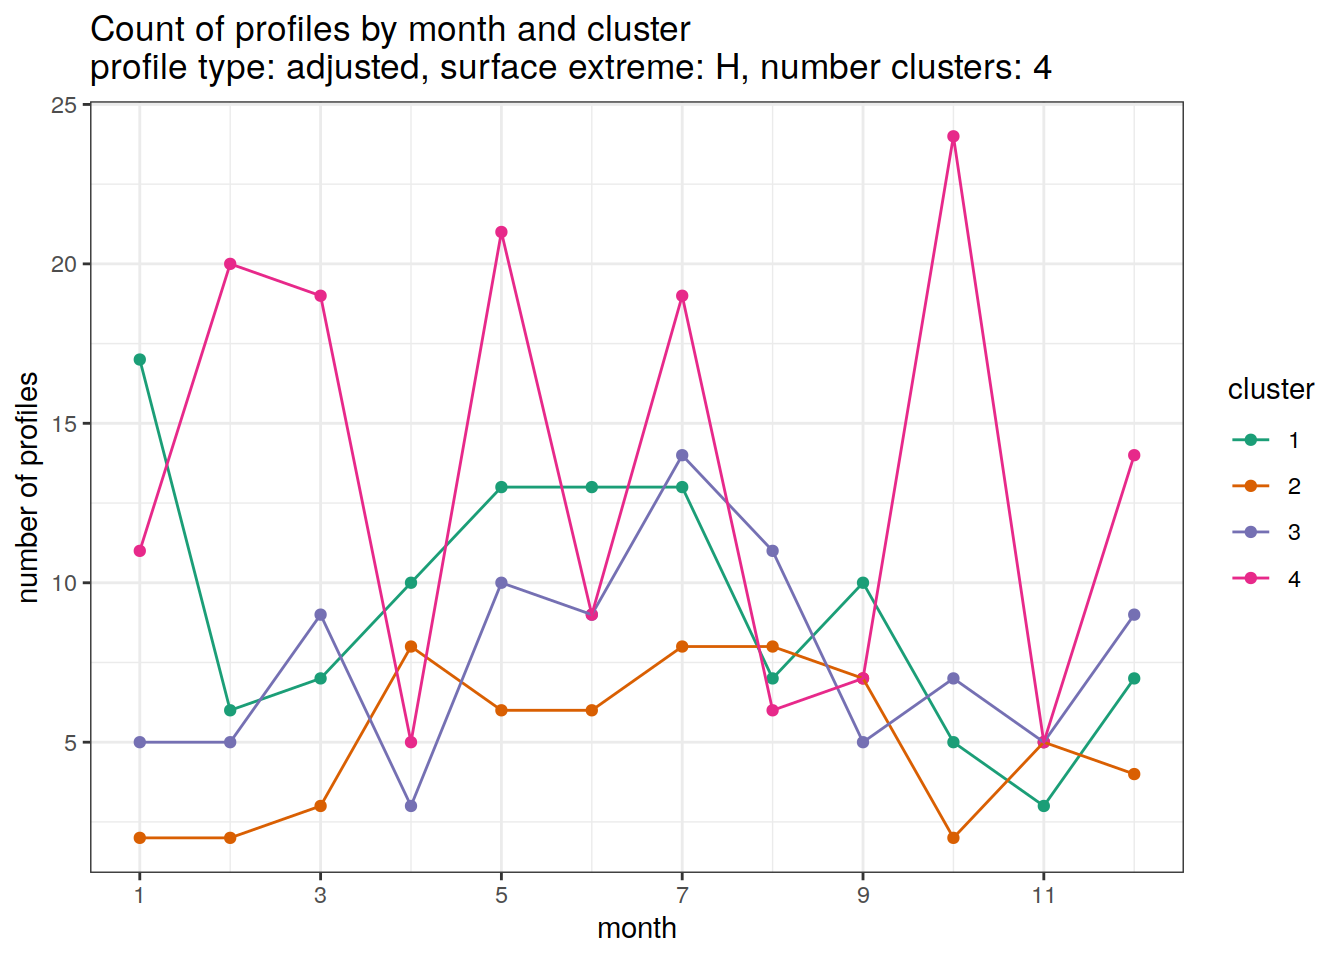 Count of profiles by month and cluster
profile type: adjusted, surface extreme: H, number clusters: 4
25
20
15
10
5
number of profiles
1 3 5 7 9 11
month
cluster
1
2
3
4